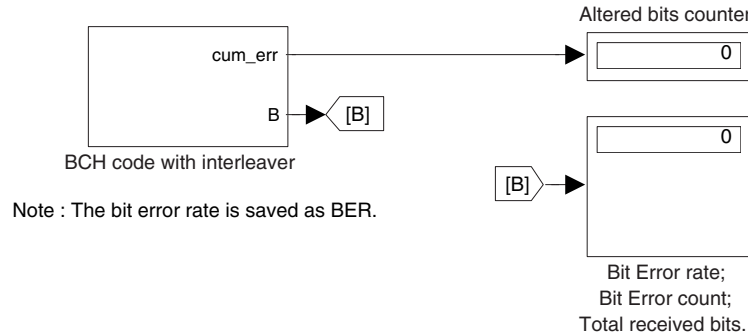 Altered bits counter
cum_err
0
B
[B]
BCH code with interleaver
0
[B]
Note : The bit error rate is saved as BER.
Bit Error rate;
Bit Error count;
Total received bits.